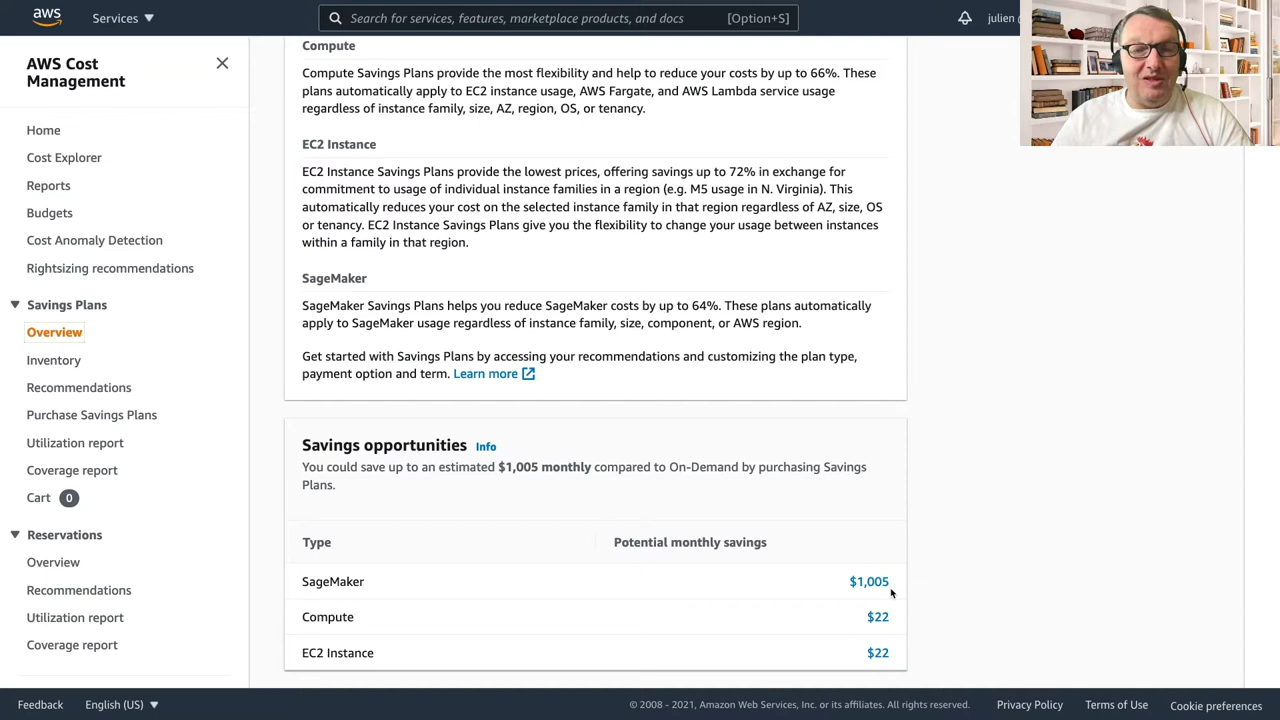 aws
Services
Search for services, features, marketplace products, and docs
[Option+S]
julien
AWS Cost
Management
Home
Cost Explorer
Reports
Budgets
Cost Anomaly Detection
Rightsizing recommendations
Savings Plans
Overview
Inventory
Recommendations
Purchase Savings Plans
Utilization report
Coverage report
Cart 0
Reservations
Overview
Recommendations
Utilization report
Coverage report
Compute
Compute Savings Plans provide the most flexibility and help to reduce your costs by up to 66%. These
plans automatically apply to EC2 instance usage, AWS Fargate, and AWS Lambda service usage
regardless of instance family, size, AZ, region, OS, or tenancy.
EC2 Instance
EC2 Instance Savings Plans provide the lowest prices, offering savings up to 72% in exchange for
commitment to usage of individual instance families in a region (e.g. M5 usage in N. Virginia). This
automatically reduces your cost on the selected instance family in that region regardless of AZ, size, OS
or tenancy. EC2 Instance Savings Plans give you the flexibility to change your usage between instances
within a family in that region.
SageMaker
SageMaker Savings Plans helps you reduce SageMaker costs by up to 64%. These plans automatically
apply to SageMaker usage regardless of instance family, size, component, or AWS region.
Get started with Savings Plans by accessing your recommendations and customizing the plan type,
payment option and term. Learn more
Savings opportunities Info
You could save up to an estimated $1,005 monthly compared to On-Demand by purchasing Savings
Plans.
Type Potential monthly savings
SageMaker $1,005
Compute $22
EC2 Instance $22
Feedback English (US) © 2008 - 2021, Amazon Web Services, Inc. or its affiliates. All rights reserved. Privacy Policy Terms of Use Cookie preferences